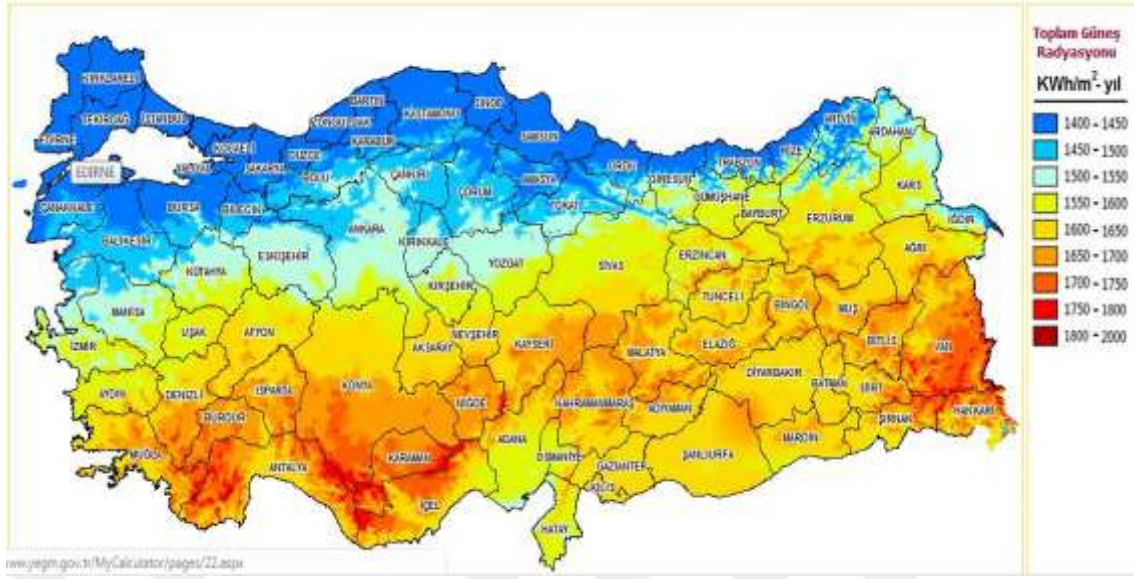 Toplam Güneş
Radyasyonu
KWh/m²- yıl
1400 - 1450
1450 - 1500
1500 - 1550
1550 - 1600
1600 - 1650
1650 - 1700
1700 - 1750
1750 - 1800
1800 - 2000
KIRKLARELİ
TEKİRDAĞ
İSTANBUL
EDİRNE
EDIRNE
KOCAELİ
YALOVA
SAKARYA
DÜZCE
BOLU
ZONGULDAK
BARTIN
KARABÜK
KASTAMONU
SİNOP
SAMSUN
ORDU
GİRESUN
TRABZON
RİZE
ARTVİN
ARDAHAN
KARS
IĞDIR
ÇANAKKALE
BURSA
BİLECİK
ÇANKIRI
ÇORUM
AMASYA
TOKAT
GÜMÜŞHANE
BAYBURT
ERZURUM
BALIKESİR
KÜTAHYA
ESKİŞEHİR
ANKARA
KIRIKKALE
YOZGAT
SİVAS
ERZİNCAN
AĞRI
KIRŞEHİR
TUNCELİ
BİNGÖL
MUŞ
MANİSA
UŞAK
AFYON
NEVŞEHİR
AKSARAY
KAYSERİ
MALATYA
ELAZIĞ
BİTLİS
VAN
İZMİR
DİYARBAKIR
BATMAN
SİİRT
AYDIN
DENİZLİ
ISPARTA
KONYA
NİĞDE
KAHRAMANMARAŞ
ADIYAMAN
ŞIRNAK
HAKKARİ
BURDUR
MARDİN
MUĞLA
ANTALYA
KARAMAN
ADANA
OSMANİYE
GAZİANTEP
ŞANLIURFA
KİLİS
İÇEL
HATAY
www.yegm.gov.tr/MyCalculator/pages/22.aspx